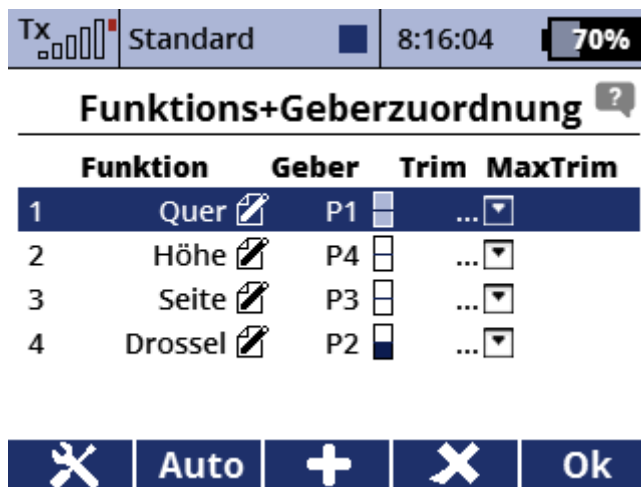 Tx Standard 8:16:04 70%
Funktions+Geberzuordnung ?
Funktion Geber Trim MaxTrim
1 Quer P1 ...
2 Höhe P4 ...
3 Seite P3 ...
4 Drossel P2 ...
Auto Ok